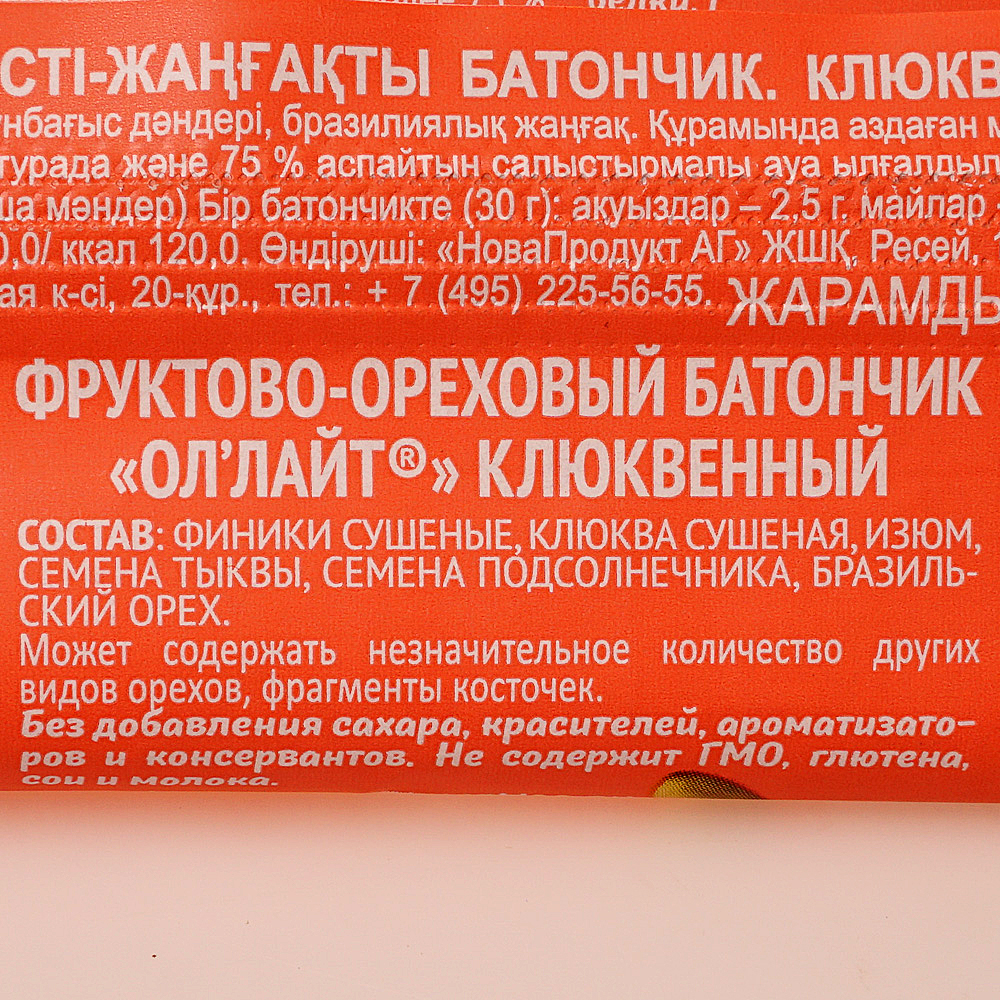 СТІ-ЖАҢҒАҚТЫ БАТОНЧИК. КЛЮКВ
дәндері, бразилиялық жаңғақ. Құрамында аздаған
және 75 % аспайтын салыстырмалы ауа
мәндер) Бір батончикте (30 г): ақуыздар – 2,5 г. майлар
0,0/ ккал 120,0. Өндіруші: «НоваПродукт АГ» ЖШҚ, Ресей,
ая к-сі, 20-құр., тел.: + 7 (495) 225-56-55. ЖАРАМДЫ
ФРУКТОВО-ОРЕХОВЫЙ БАТОНЧИК
«ОЛ’ЛАЙТ®» КЛЮКВЕННЫЙ
СОСТАВ: ФИНИКИ СУШЕНЫЕ, КЛЮКВА СУШЕНАЯ, ИЗЮМ,
СЕМЕНА ТЫКВЫ, СЕМЕНА ПОДСОЛНЕЧНИКА, БРАЗИЛЬ-
СКИЙ ОРЕХ.
Может содержать незначительное количество других
видов орехов, фрагменты косточек.
Без добавления сахара, красителей, ароматизато-
ров и консервантов. Не содержит ГМО, глютена,
сои и молока.